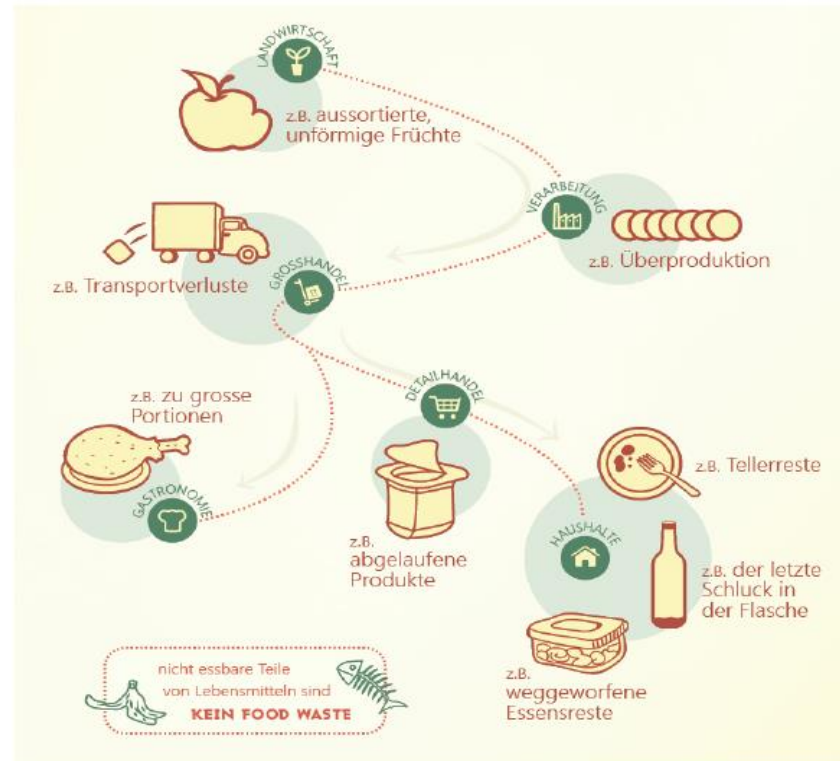 LANDWIRTSCHAFT
z.B. aussortierte,
unförmige Früchte
VERARBEITUNG
z.B. Überproduktion
GROSSHANDEL
z.B. Transportverluste
DETAILHANDEL
z.B.
abgelaufene
Produkte
z.B. zu grosse
Portionen
GASTRONOMIE
HAUSHALTE
z.B. Tellerreste
z.B. der letzte
Schluck in
der Flasche
z.B.
weggeworfene
Essensreste
nicht essbare Teile
von Lebensmitteln sind
KEIN FOOD WASTE